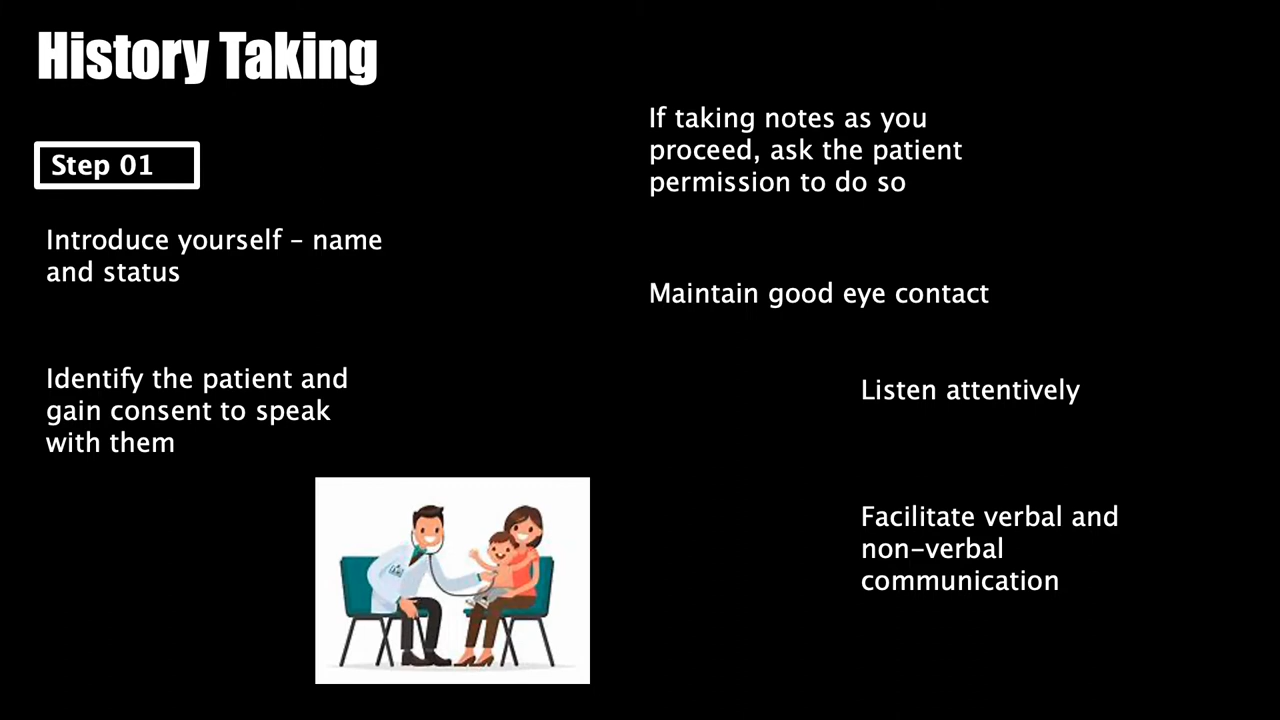 History Taking
Step 01
Introduce yourself – name
and status
Identify the patient and
gain consent to speak
with them
If taking notes as you
proceed, ask the patient
permission to do so
Maintain good eye contact
Listen attentively
Facilitate verbal and
non-verbal
communication